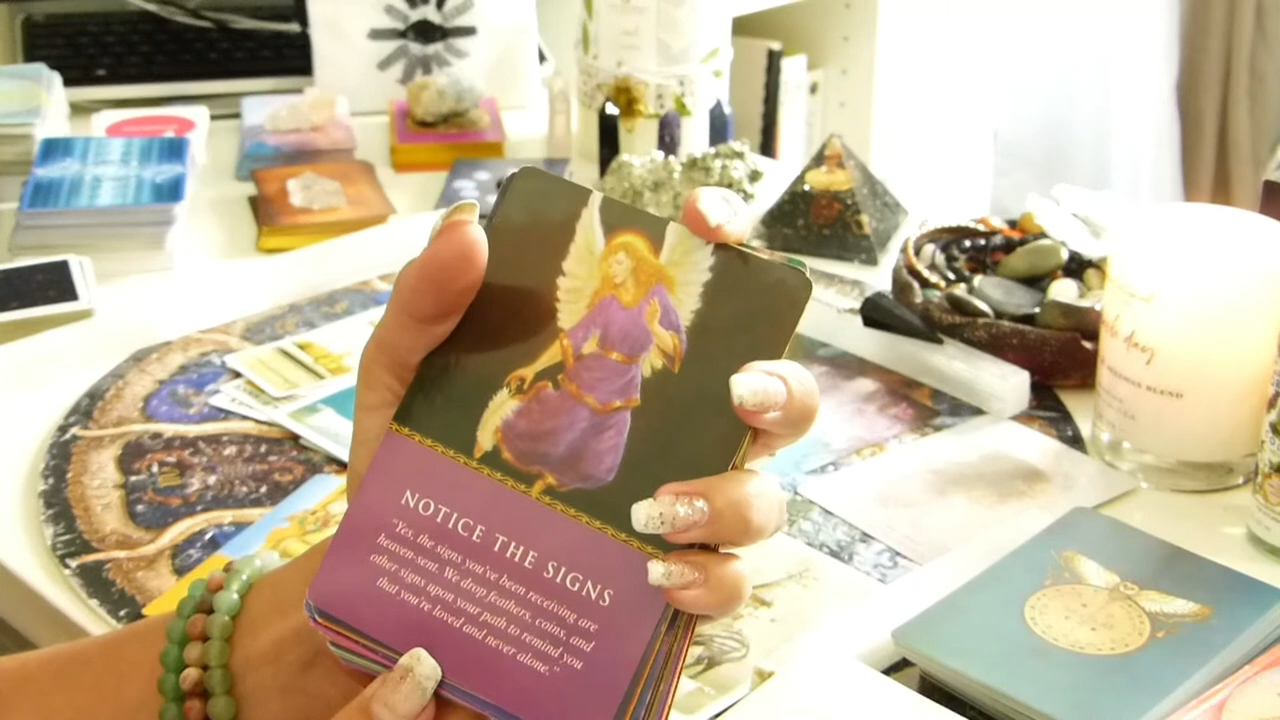 NOTICE THE SIGNS
"Yes, the signs you've been receiving are
heaven-sent. We drop feathers, coins, and
other signs upon your path to remind you
that you're loved and never alone."
day